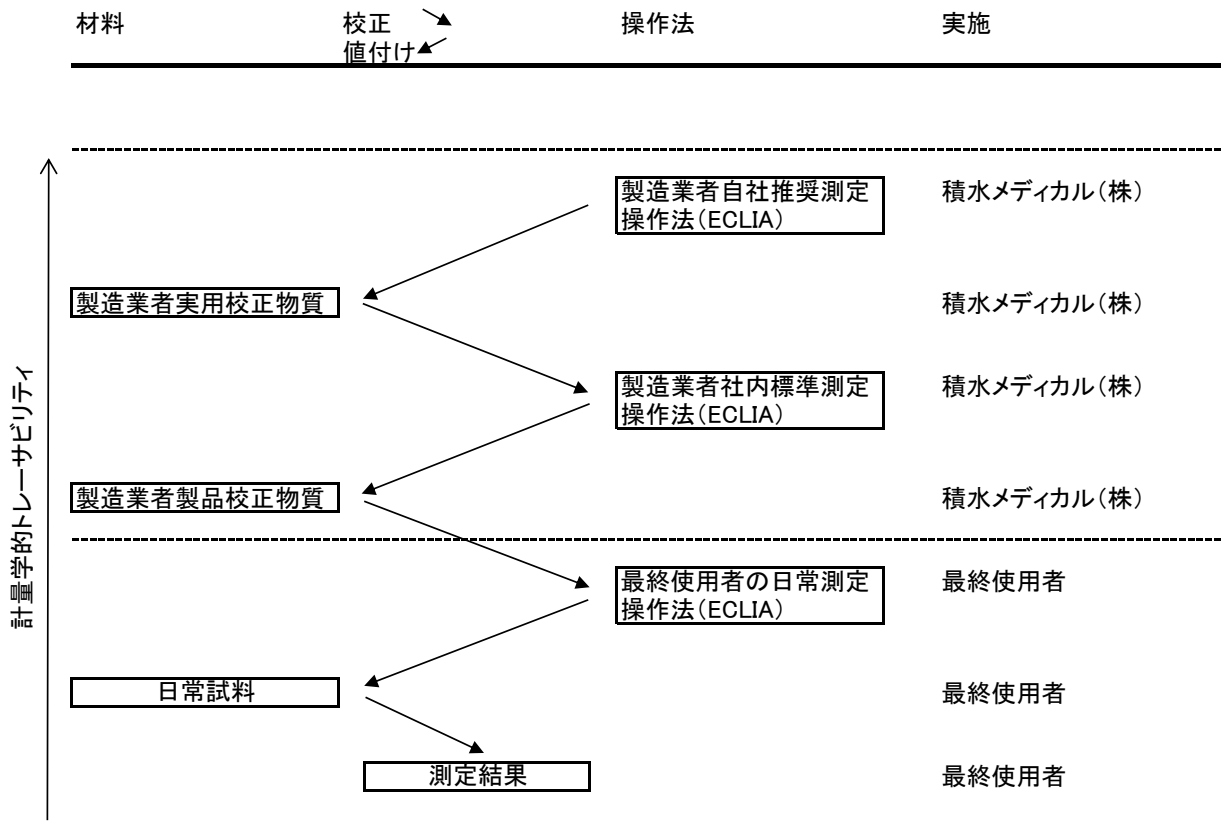 材料
校正
値付け
操作法
実施
製造業者自社推奨測定
操作法（ECLIA）
積水メディカル（株）
製造業者実用校正物質
積水メディカル（株）
製造業者社内標準測定
操作法（ECLIA）
積水メディカル（株）
製造業者製品校正物質
積水メディカル（株）
最終使用者の日常測定
操作法（ECLIA）
最終使用者
日常試料
最終使用者
測定結果
最終使用者
計量学的トレーサビリティ